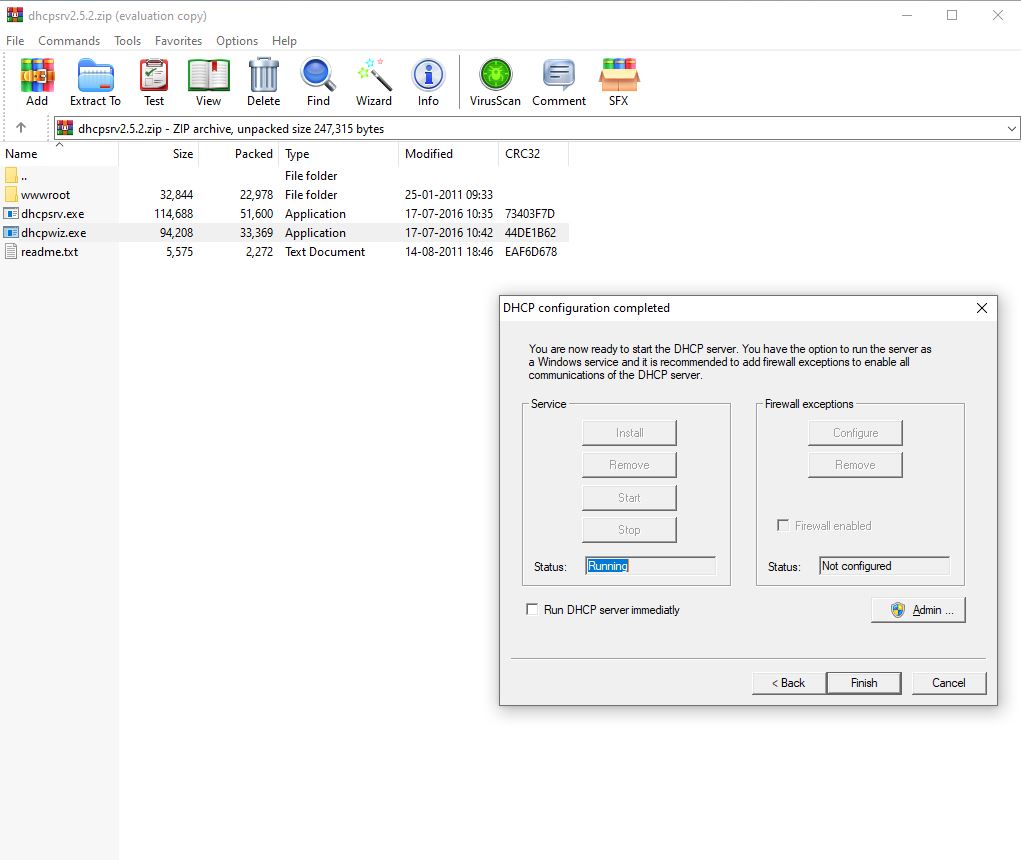 dhcpsrv2.5.2.zip (evaluation copy)
File Commands Tools Favorites Options Help
Add Extract To Test View Delete Find Wizard Info VirusScan Comment SFX
dhcpsrv2.5.2.zip - ZIP archive, unpacked size 247,315 bytes
Name Size Packed Type Modified CRC32
.. File folder
wwwroot 32,844 22,978 File folder 25-01-2011 09:33
dhcpsrv.exe 114,688 51,600 Application 17-07-2016 10:35 73403F7D
dhcpwiz.exe 94,208 33,369 Application 17-07-2016 10:42 44DE1B62
readme.txt 5,575 2,272 Text Document 14-08-2011 18:46 EAF6D678
DHCP configuration completed
You are now ready to start the DHCP server. You have the option to run the server as
a Windows service and it is recommended to add firewall exceptions to enable all
communications of the DHCP server.
Service
Install
Remove
Start
Stop
Status: Running
Firewall exceptions
Configure
Remove
Firewall enabled
Status: Not configured
Run DHCP server immediatly
Admin ...
< Back Finish Cancel